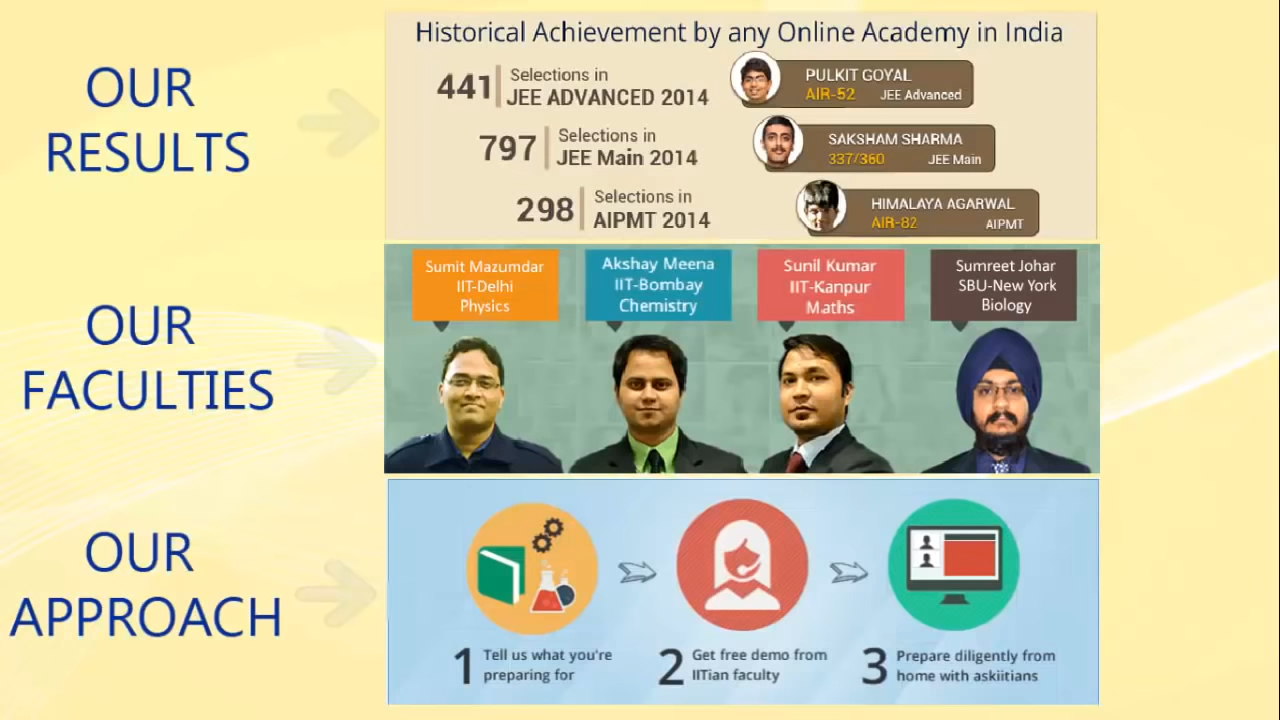 OUR
RESULTS
Historical Achievement by any Online Academy in India
441
Selections in
JEE ADVANCED 2014
PULKIT GOYAL
AIR-52 JEE Advanced
797
Selections in
JEE Main 2014
SAKSHAM SHARMA
337/360 JEE Main
298
Selections in
AIPMT 2014
HIMALAYA AGARWAL
AIR-82 AIPMT
OUR
FACULTIES
Sumit Mazumdar
IIT-Delhi
Physics
Akshay Meena
IIT-Bombay
Chemistry
Sunil Kumar
IIT-Kanpur
Maths
Sumreet Johar
SBU-New York
Biology
OUR
APPROACH
1
Tell us what you're
preparing for
2
Get free demo from
IITian faculty
3
Prepare diligently from
home with askiitians